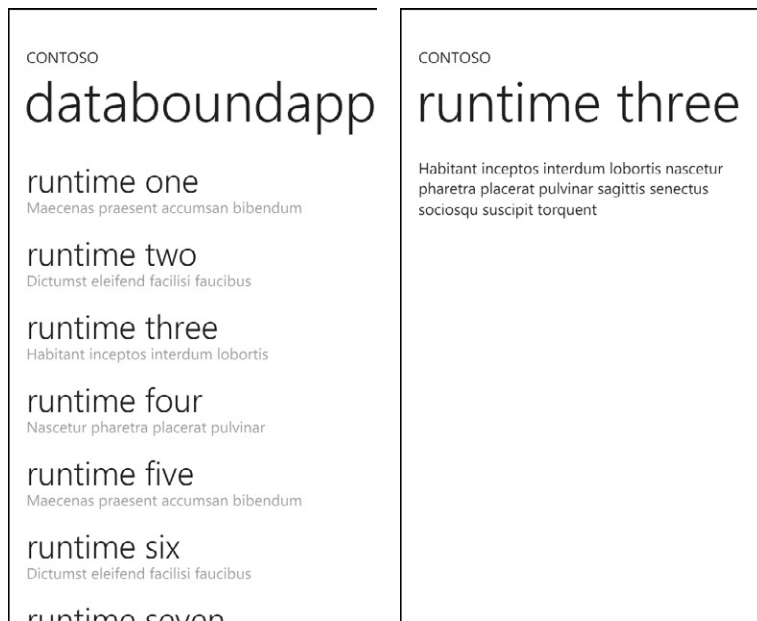 CONTOSO
databoundapp
runtime one
Maecenas praesent accumsan bibendum
runtime two
Dictumst eleifend facilisi faucibus
runtime three
Habitant inceptos interdum lobortis
runtime four
Nascetur pharetra placerat pulvinar
runtime five
Maecenas praesent accumsan bibendum
runtime six
Dictumst eleifend facilisi faucibus
runtime seven
CONTOSO
runtime three
Habitant inceptos interdum lobortis nascetur
pharetra placerat pulvinar sagittis senectus
sociosqu suscipit torquent